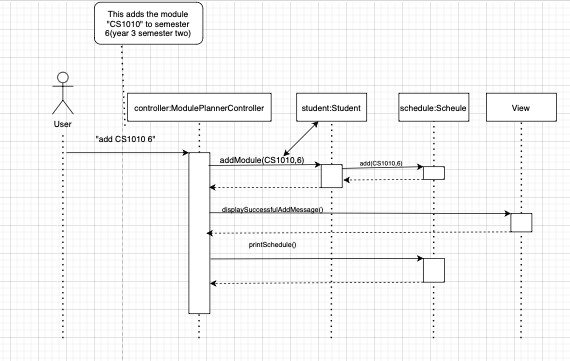 This adds the module
"CS1010" to semester
6(year 3 semester two)
controller:ModulePlannerController
student:Student
schedule:Scheule
View
User
"add CS1010 6"
addModule(CS1010,6)
add(CS1010,6)
displaySuccessfulAddMessage()
printSchedule()